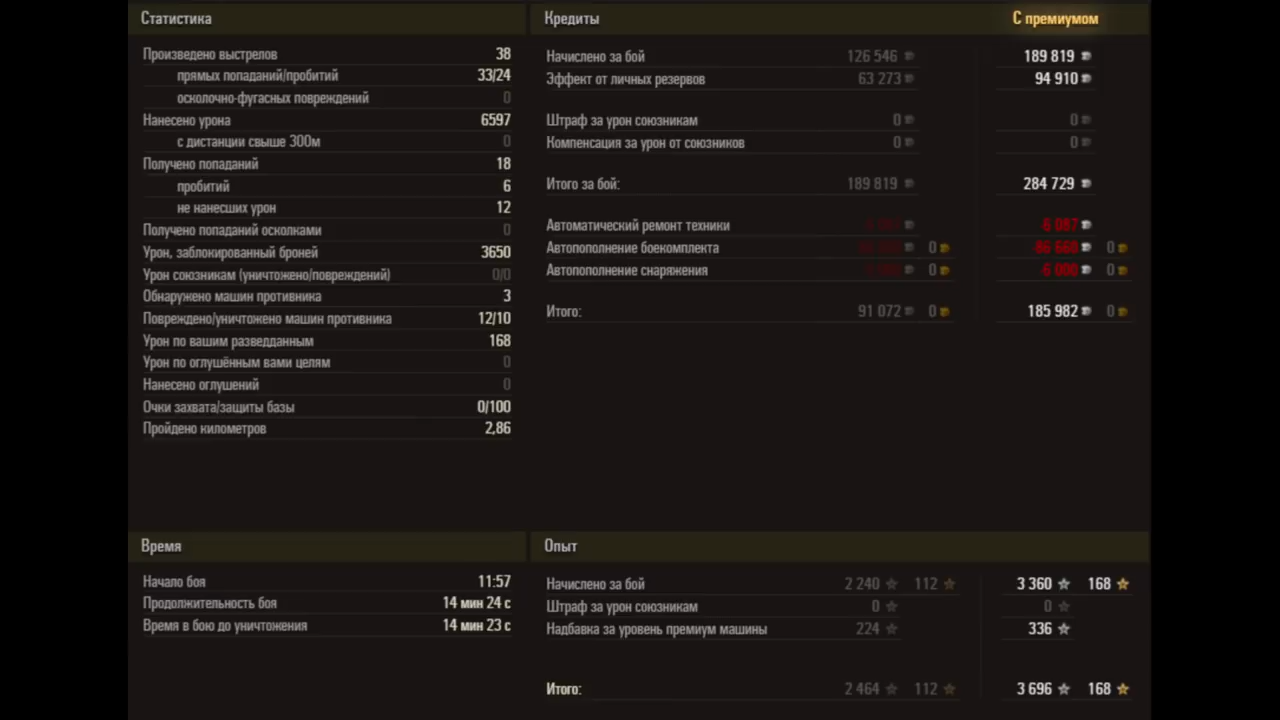 Статистика
Произведено выстрелов 38
прямых попаданий/пробитий 33/24
осколочно-фугасных повреждений 0
Нанесено урона 6597
с дистанции свыше 300м 0
Получено попаданий 18
пробитий 6
не нанесших урон 12
Получено попаданий осколками 0
Урон, заблокированный броней 3650
Урон союзникам (уничтожено/повреждений) 0/0
Обнаружено машин противника 3
Повреждено/уничтожено машин противника 12/10
Урон по вашим разведданным 168
Урон по оглушённым вами целям 0
Нанесено оглушений 0
Очки захвата/защиты базы 0/100
Пройдено километров 2,86
Кредиты С премиумом
Начислено за бой 126 546 189 819
Эффект от личных резервов 63 273 94 910
Штраф за урон союзникам 0 0
Компенсация за урон от союзников 0 0
Итого за бой: 189 819 284 729
Автоматический ремонт техники -6 087
Автопополнение боекомплекта 0 -86 660 0
Автопополнение снаряжения 0 -6 000 0
Итого: 91 072 0 185 982 0
Время
Начало боя 11:57
Продолжительность боя 14 мин 24 с
Время в бою до уничтожения 14 мин 23 с
Опыт
Начислено за бой 2 240 112 3 360 168
Штраф за урон союзникам 0 0
Надбавка за уровень премиум машины 224 336
Итого: 2 464 112 3 696 168